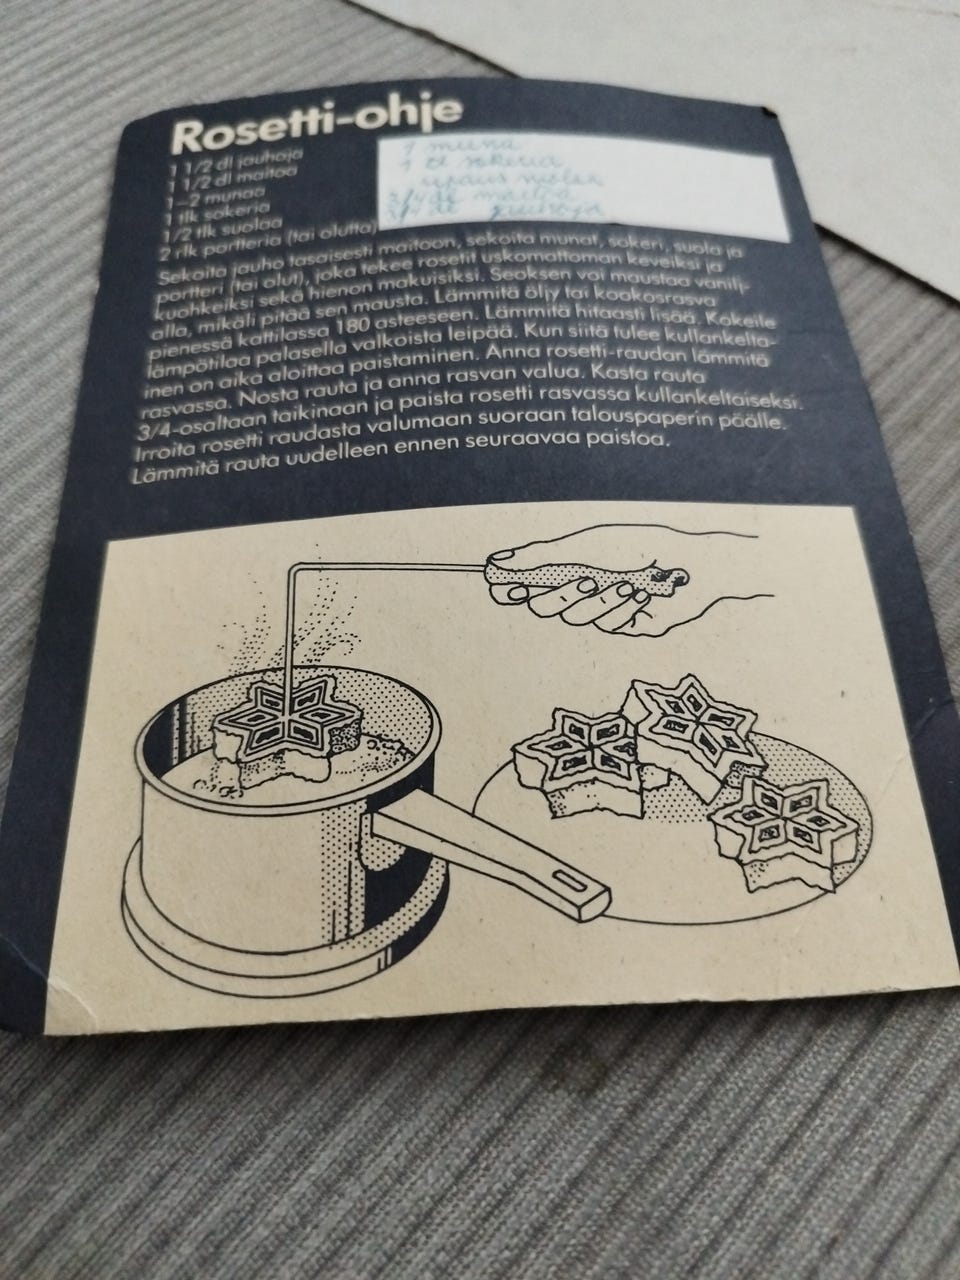 Rosetti-ohje
1 1/2 dl jauhoja
1 1/2 dl maitoa
1–2 munaa
1 tlk sokeria
1/2 tlk suolaa
2 rlk portteria (tai olutta)
1 muna
1 dl sokeria
ripaus suolaa
3/4 dl maitoa
3/4 dl jauhoja
Sekoita jauho tasaisesti maitoon, sekoita munat, sokeri, suola ja
portteri (tai olut), joka tekee rosetit uskomattoman keveiksi ja
kuohkeiksi sekä hienon makuisiksi. Seoksen voi maustaa vanilj-
alla, mikäli pitää sen mausta. Lämmitä öljy tai kookosrasva
pienessä kattilassa 180 asteeseen. Lämmitä hitaasti lisää. Kokeile
lämpötilaa palasella valkoista leipää. Kun siitä tulee kullankelta-
inen on aika aloittaa paistaminen. Anna rosetti-raudan lämmitä
rasvassa. Nosta rauta ja anna rasvan valua. Kasta rauta
3/4-osaltaan taikinaan ja paista rosetti rasvassa kullankeltaiseksi.
Irroita rosetti raudasta valumaan suoraan talouspaperin päälle.
Lämmitä rauta uudelleen ennen seuraavaa paistoa.